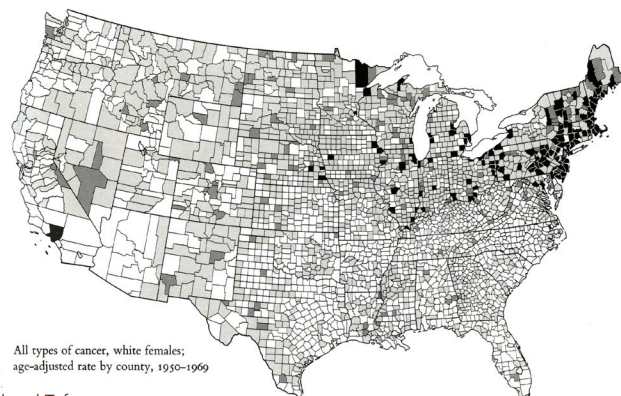 All types of cancer, white females;
age-adjusted rate by county, 1950–1969